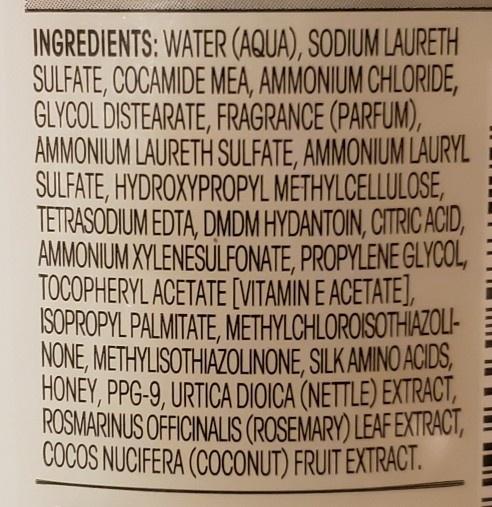 INGREDIENTS: WATER (AQUA), SODIUM LAURETH
SULFATE, COCAMIDE MEA, AMMONIUM CHLORIDE,
GLYCOL DISTEARATE, FRAGRANCE (PARFUM),
AMMONIUM LAURETH SULFATE, AMMONIUM LAURYL
SULFATE, HYDROXYPROPYL METHYLCELLULOSE,
TETRASODIUM EDTA, DMDM HYDANTOIN, CITRIC ACID,
AMMONIUM XYLENESULFONATE, PROPYLENE GLYCOL,
TOCOPHERYL ACETATE [VITAMIN E ACETATE],
ISOPROPYL PALMITATE, METHYLCHLOROISOTHIAZOLI-
NONE, METHYLISOTHIAZOLINONE, SILK AMINO ACIDS,
HONEY, PPG-9, URTICA DIOICA (NETTLE) EXTRACT,
ROSMARINUS OFFICINALIS (ROSEMARY) LEAF EXTRACT,
COCOS NUCIFERA (COCONUT) FRUIT EXTRACT.